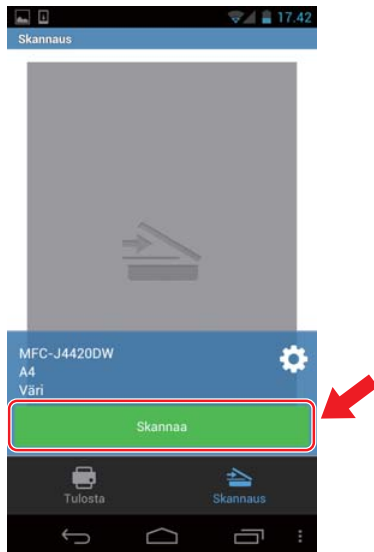 17.42
Skannaus
MFC-J4420DW
A4
Väri
Skannaa
Tulosta
Skannaus